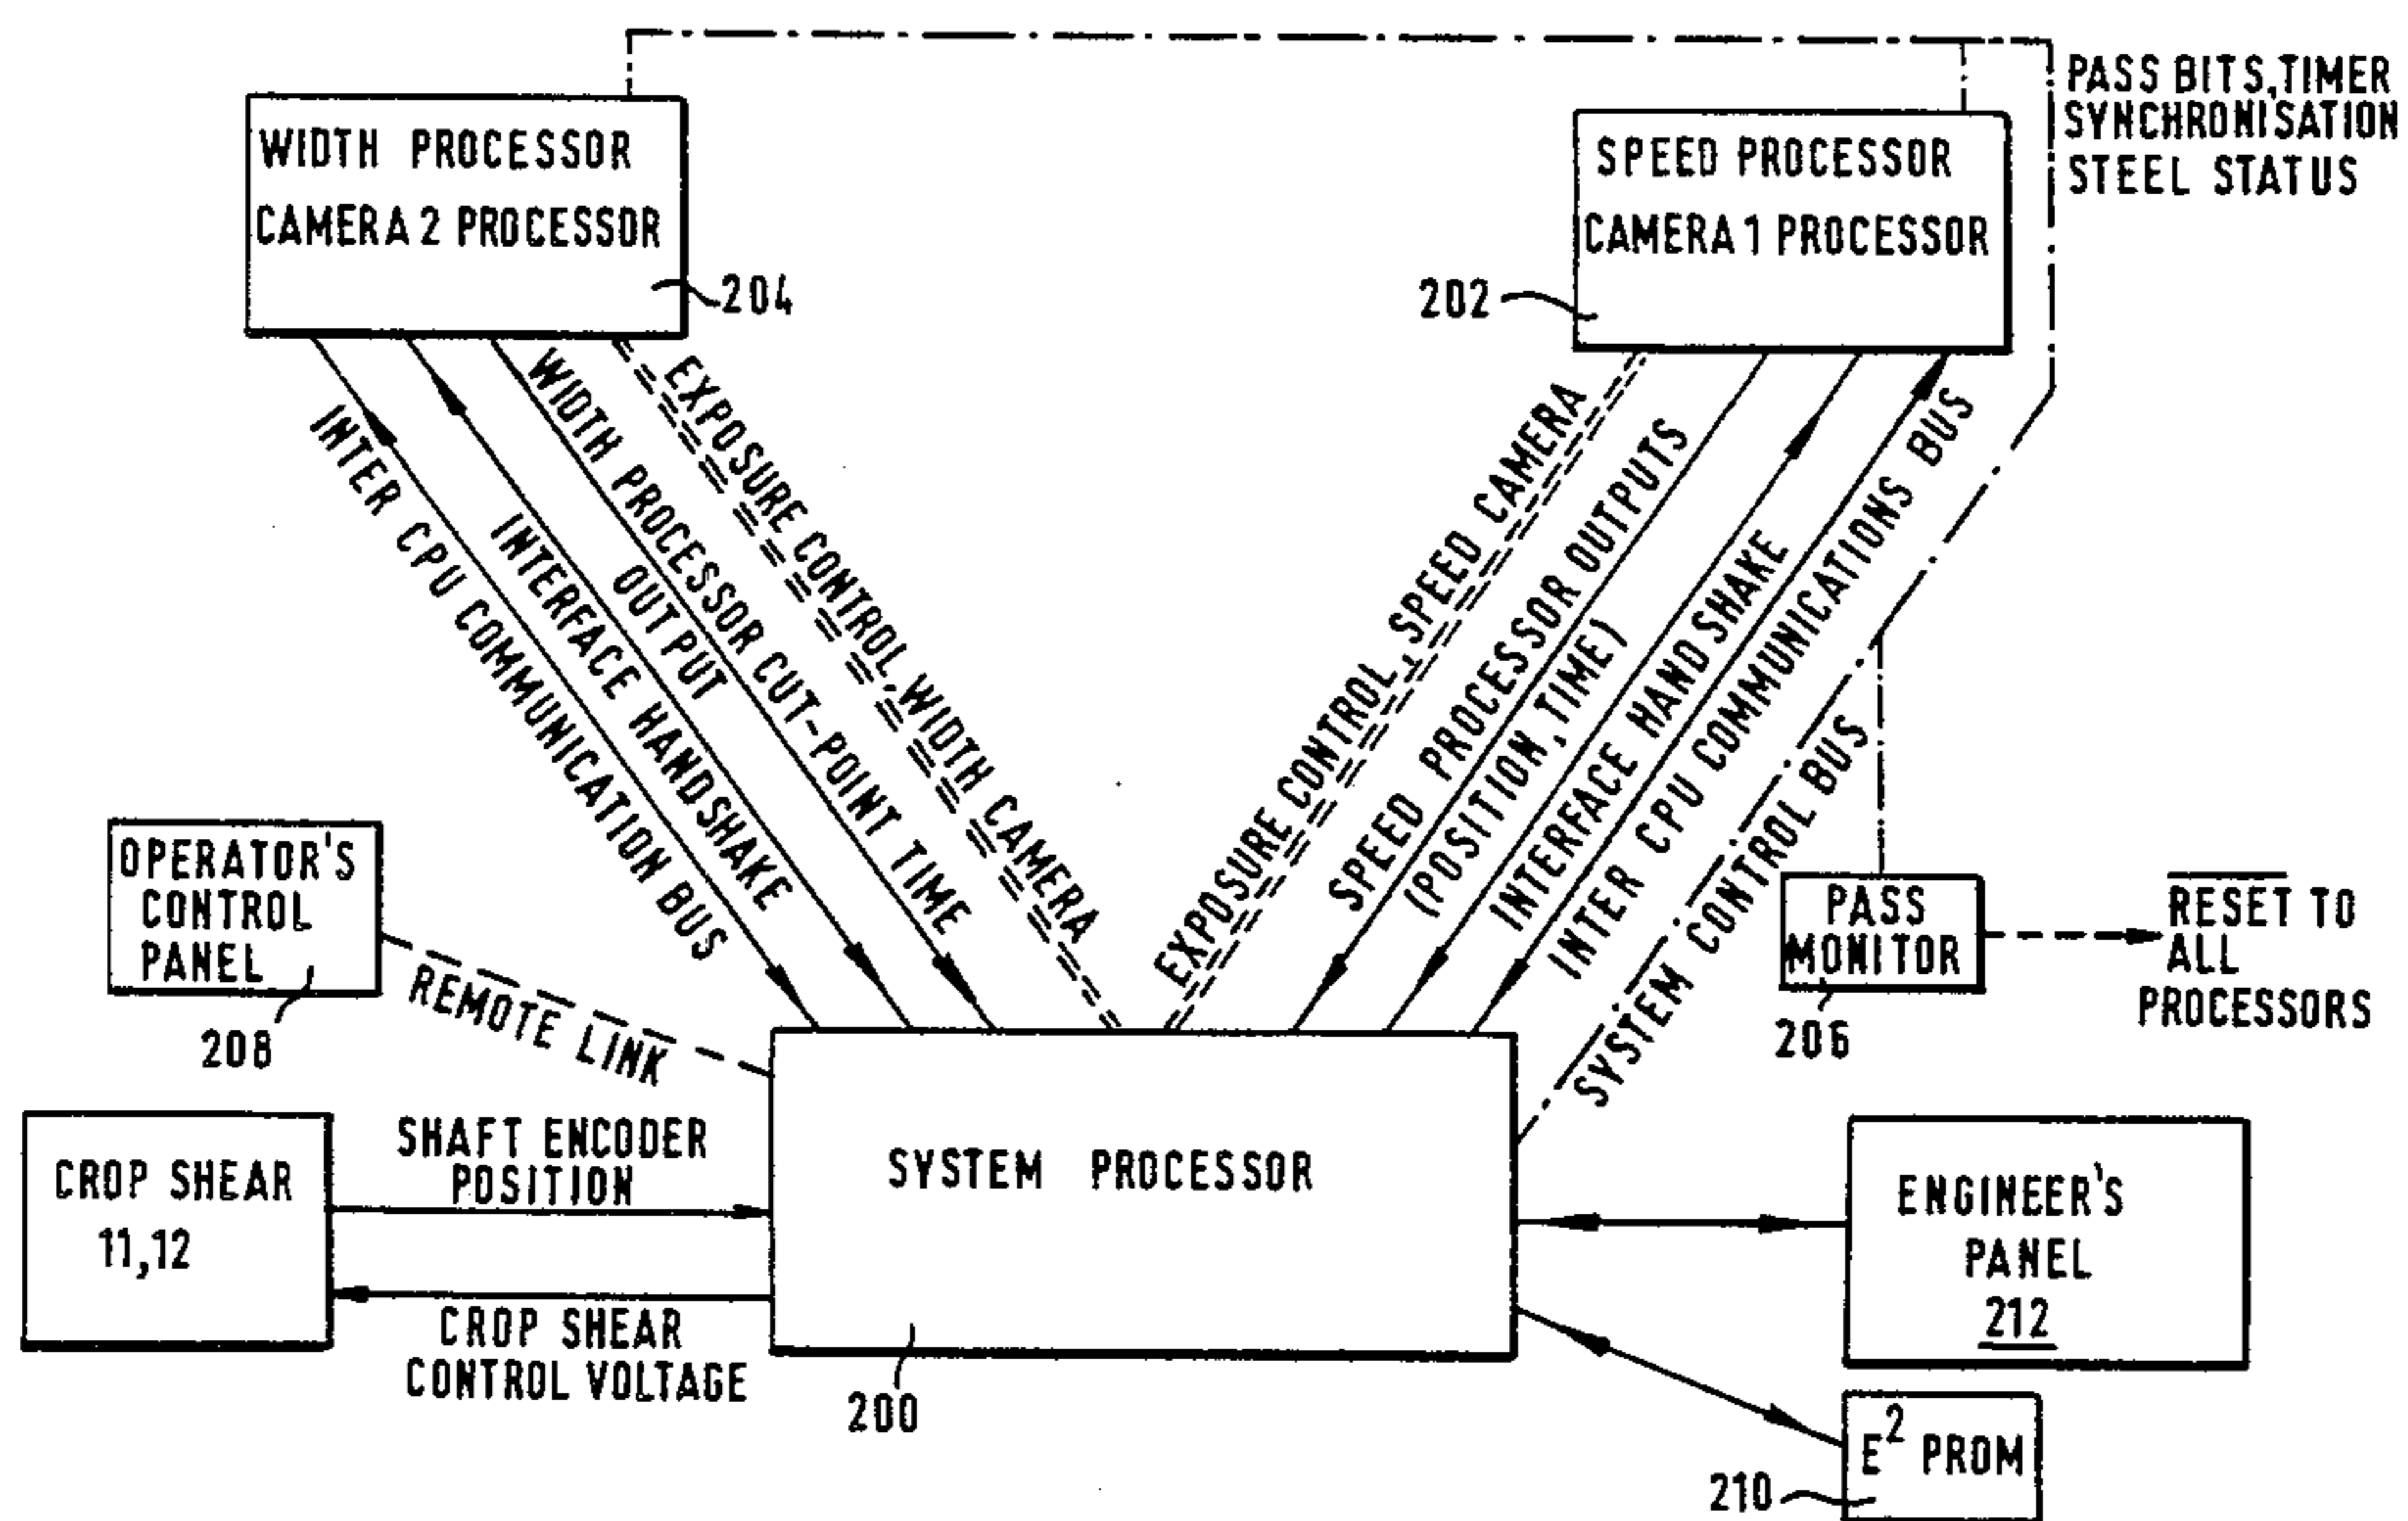 PASS BITS,TIMER
SYNCHRONISATION
STEEL STATUS
WIDTH PROCESSOR
CAMERA 2 PROCESSOR
204
SPEED PROCESSOR
CAMERA 1 PROCESSOR
202
INTER CPU COMMUNICATION BUS
INTERFACE HANDSHAKE
WIDTH PROCESSOR CUT-POINT TIME
OUTPUT
EXPOSURE CONTROL,WIDTH CAMERA
EXPOSURE CONTROL, SPEED CAMERA
SPEED PROCESSOR OUTPUTS
(POSITION,TIME)
INTERFACE HANDSHAKE
INTER CPU COMMUNICATIONS BUS
SYSTEM CONTROL BUS
OPERATOR'S
CONTROL
PANEL
208
REMOTE LINK
PASS
MONITOR
206
RESET TO
ALL
PROCESSORS
CROP SHEAR
11,12
SHAFT ENCODER
POSITION
CROP SHEAR
CONTROL VOLTAGE
SYSTEM PROCESSOR
200
ENGINEER'S
PANEL
212
E² PROM
210